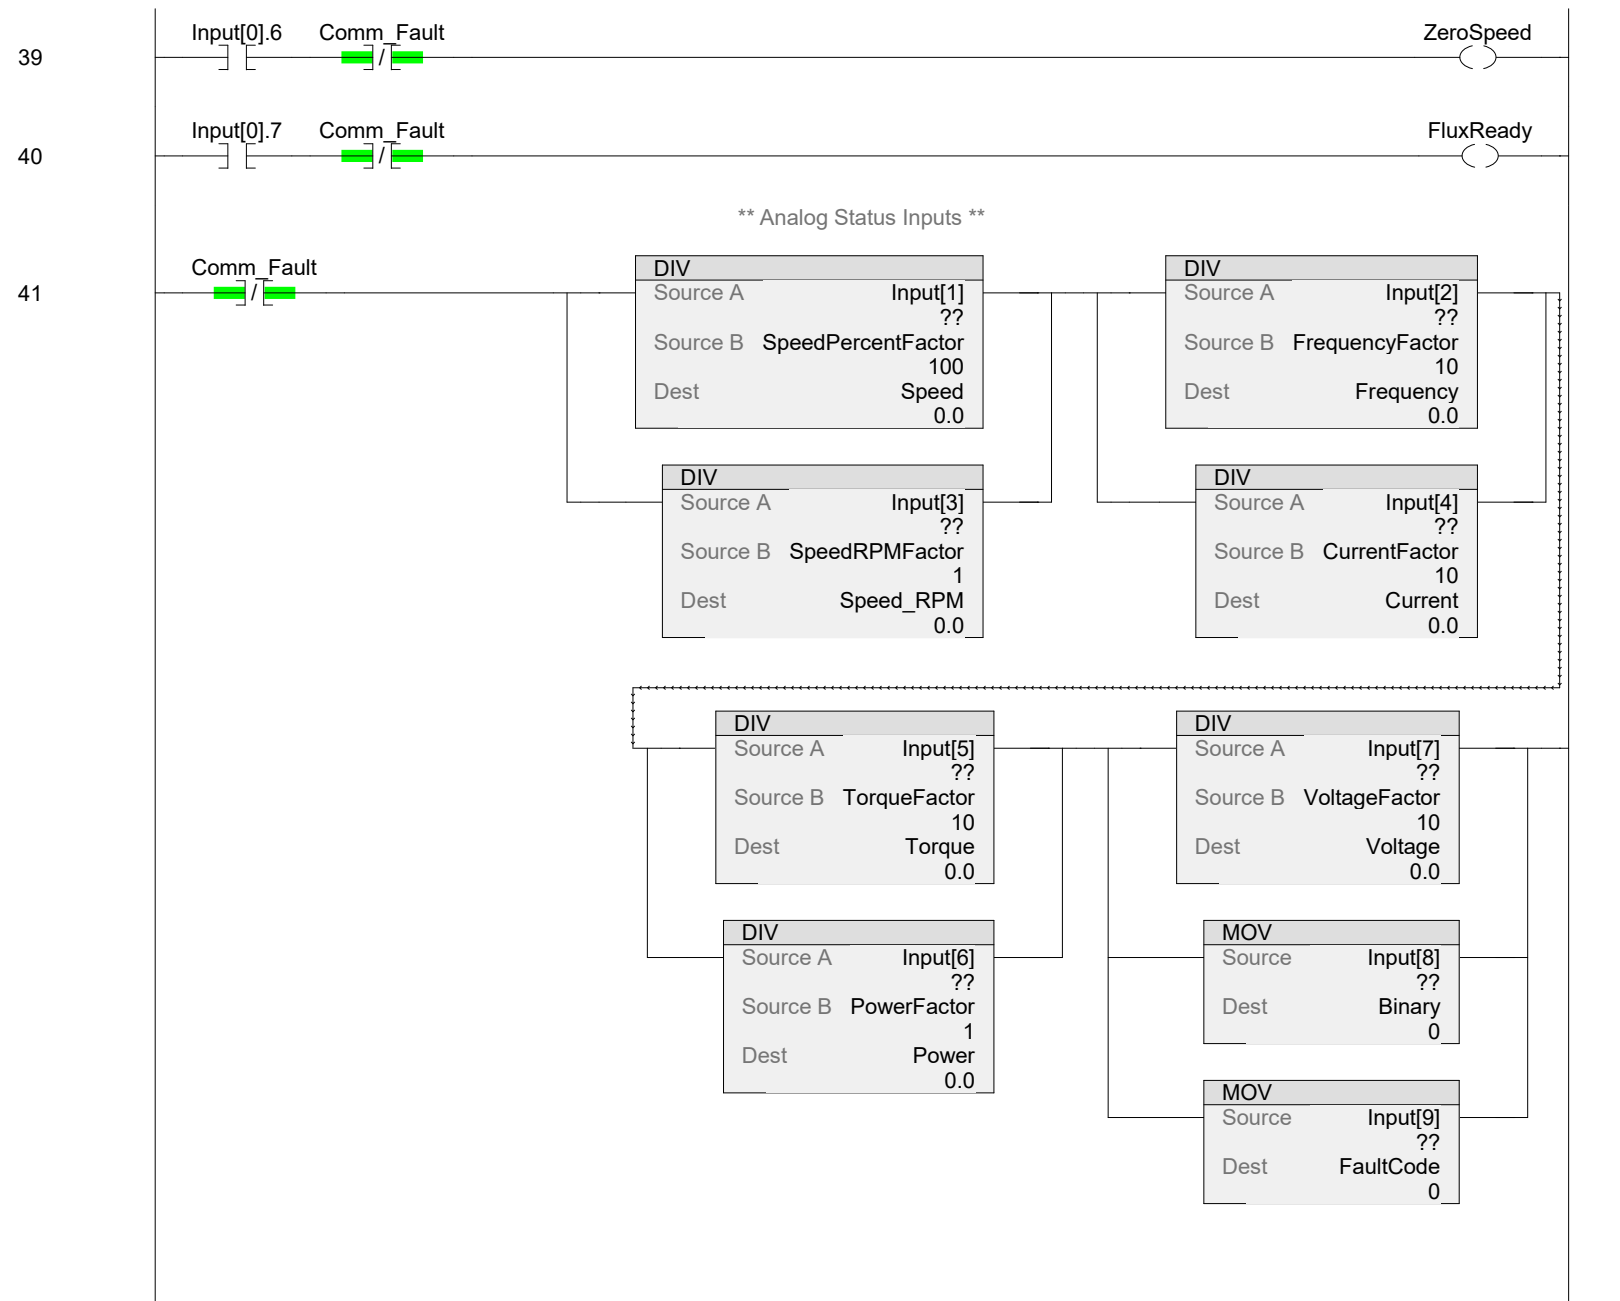 Input[0].6 Comm_Fault ZeroSpeed
39 /
Input[0].7 Comm_Fault FluxReady
40 /
** Analog Status Inputs **
Comm_Fault
41 /
DIV
Source A Input[1]
??
Source B SpeedPercentFactor
100
Dest Speed
0.0
DIV
Source A Input[2]
??
Source B FrequencyFactor
10
Dest Frequency
0.0
DIV
Source A Input[3]
??
Source B SpeedRPMFactor
1
Dest Speed_RPM
0.0
DIV
Source A Input[4]
??
Source B CurrentFactor
10
Dest Current
0.0
DIV
Source A Input[5]
??
Source B TorqueFactor
10
Dest Torque
0.0
DIV
Source A Input[6]
??
Source B PowerFactor
1
Dest Power
0.0
DIV
Source A Input[7]
??
Source B VoltageFactor
10
Dest Voltage
0.0
MOV
Source Input[8]
??
Dest Binary
0
MOV
Source Input[9]
??
Dest FaultCode
0